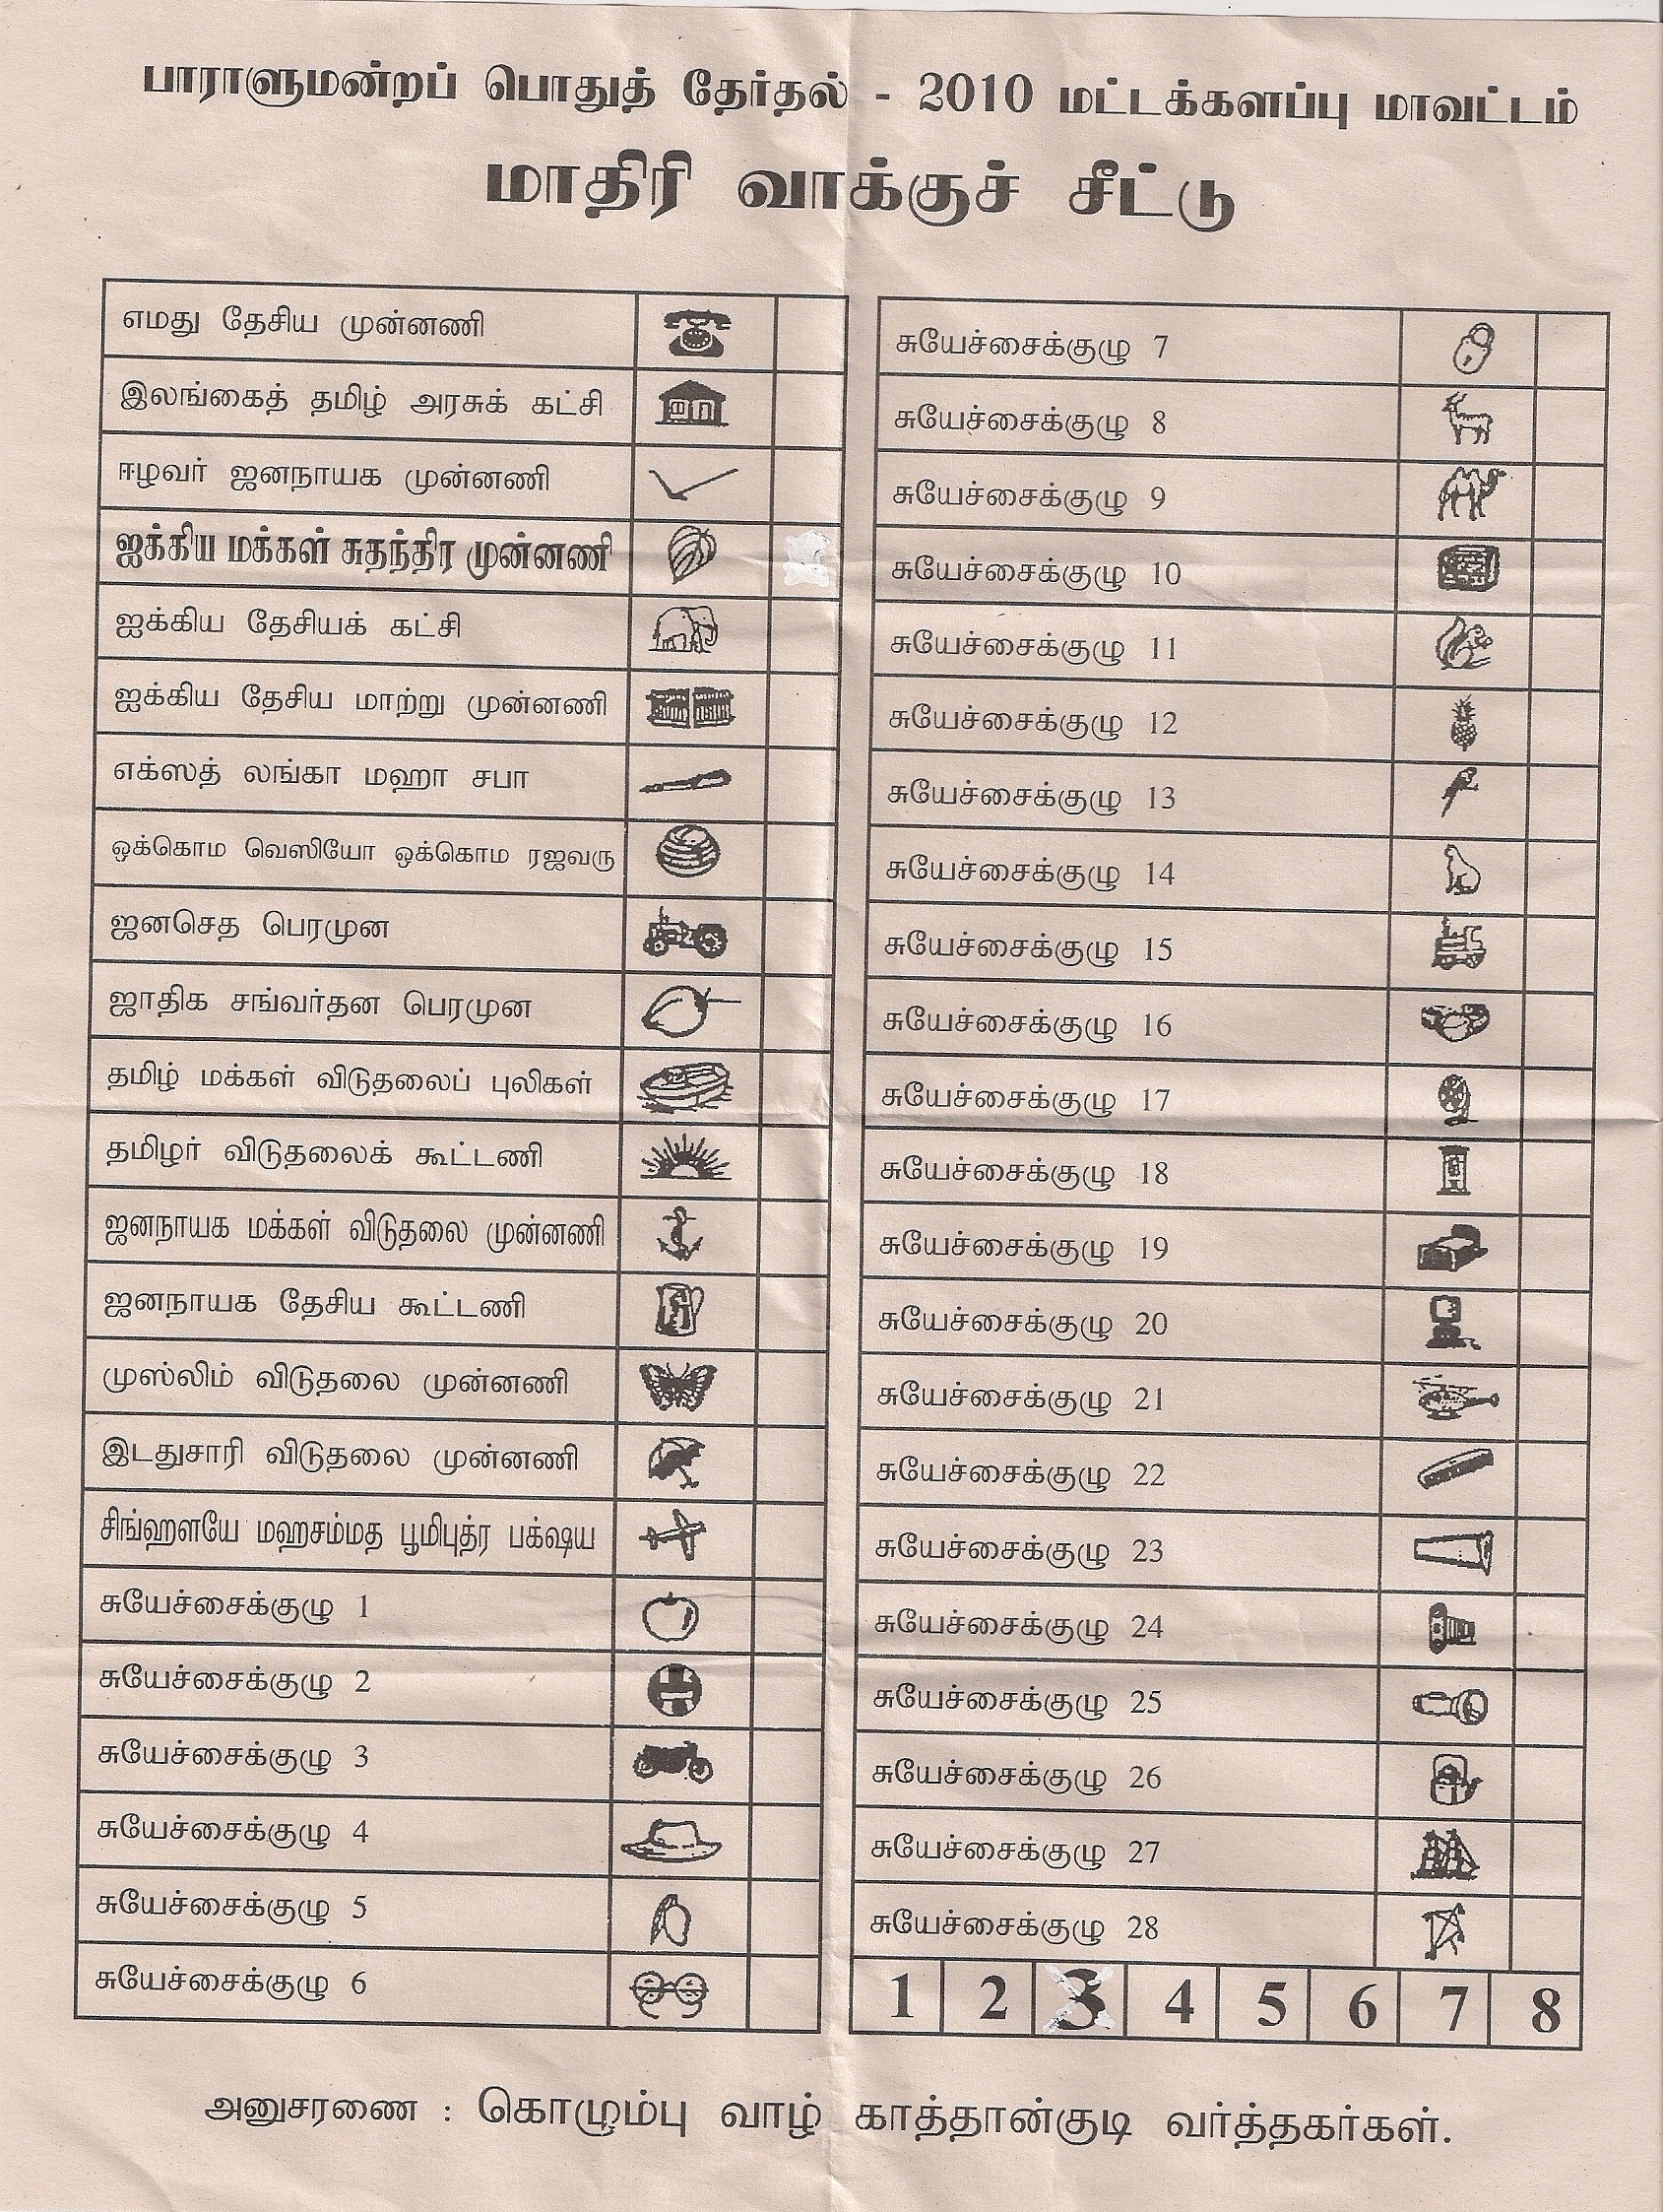 பாராளுமன்றப் பொதுத் தேர்தல் - 2010 மட்டக்களப்பு மாவட்டம்
மாதிரி வாக்குச் சீட்டு
எமது தேசிய முன்னணி
இலங்கைத் தமிழ் அரசுக் கட்சி
ஈழவர் ஜனநாயக முன்னணி
ஐக்கிய மக்கள் சுதந்திர முன்னணி
ஐக்கிய தேசியக் கட்சி
ஐக்கிய தேசிய மாற்று முன்னணி
எக்ஸத் லங்கா மஹா சபா
ஒக்கொம வெஸியோ ஒக்கொம ரஜவரு
ஜனசெத பெரமுன
ஜாதிக சங்வர்தன பெரமுன
தமிழ் மக்கள் விடுதலைப் புலிகள்
தமிழர் விடுதலைக் கூட்டணி
ஜனநாயக மக்கள் விடுதலை முன்னணி
ஜனநாயக தேசிய கூட்டணி
முஸ்லிம் விடுதலை முன்னணி
இடதுசாரி விடுதலை முன்னணி
சிங்ஹளயே மஹசம்மத பூமிபுத்ர பக்ஷய
சுயேச்சைக்குழு 1
சுயேச்சைக்குழு 2
சுயேச்சைக்குழு 3
சுயேச்சைக்குழு 4
சுயேச்சைக்குழு 5
சுயேச்சைக்குழு 6
சுயேச்சைக்குழு 7
சுயேச்சைக்குழு 8
சுயேச்சைக்குழு 9
சுயேச்சைக்குழு 10
சுயேச்சைக்குழு 11
சுயேச்சைக்குழு 12
சுயேச்சைக்குழு 13
சுயேச்சைக்குழு 14
சுயேச்சைக்குழு 15
சுயேச்சைக்குழு 16
சுயேச்சைக்குழு 17
சுயேச்சைக்குழு 18
சுயேச்சைக்குழு 19
சுயேச்சைக்குழு 20
சுயேச்சைக்குழு 21
சுயேச்சைக்குழு 22
சுயேச்சைக்குழு 23
சுயேச்சைக்குழு 24
சுயேச்சைக்குழு 25
சுயேச்சைக்குழு 26
சுயேச்சைக்குழு 27
சுயேச்சைக்குழு 28
1 2 3 4 5 6 7 8
அனுசரணை : கொழும்பு வாழ் காத்தான்குடி வர்த்தகர்கள்.